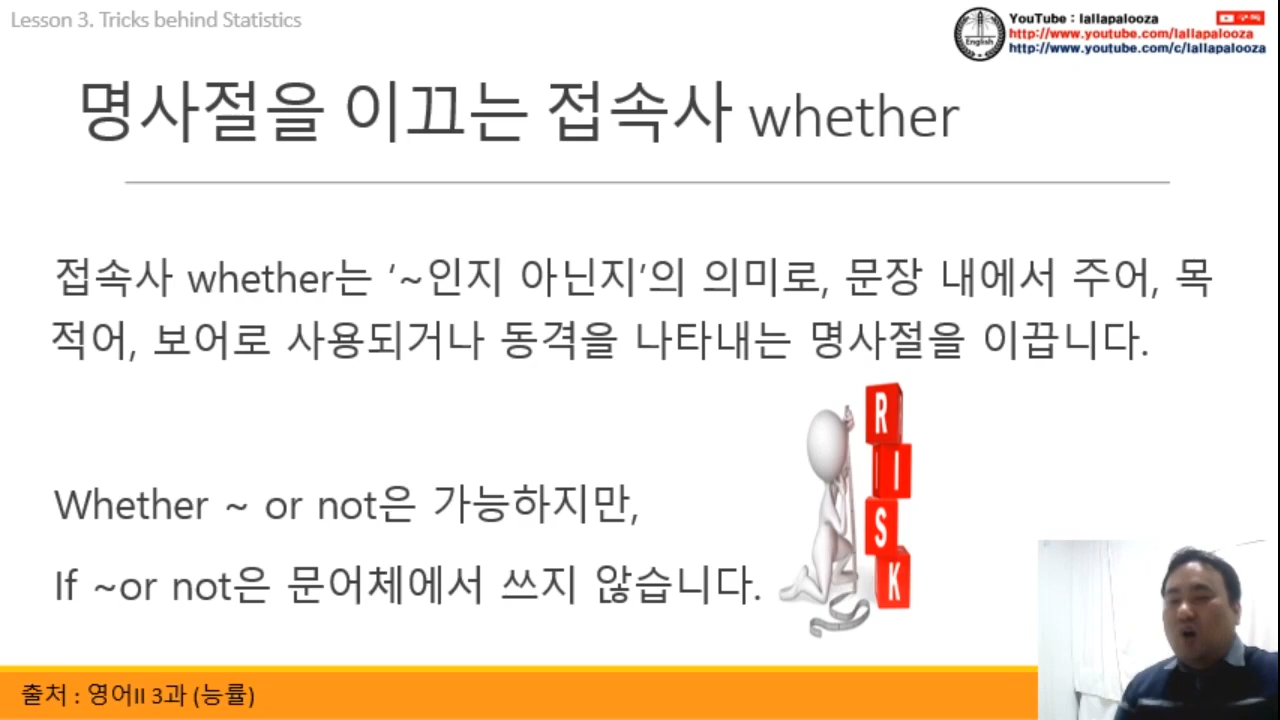 Lesson 3. Tricks behind Statistics
YouTube : lallapalooza
구독
http://www.youtube.com/lallapalooza
http://www.youtube.com/c/lallapalooza
English
명사절을 이끄는 접속사 whether
접속사 whether는 ‘~인지 아닌지’의 의미로, 문장 내에서 주어, 목
적어, 보어로 사용되거나 동격을 나타내는 명사절을 이끕니다.
R
I
S
K
Whether ~ or not은 가능하지만,
If ~or not은 문어체에서 쓰지 않습니다.
출처 : 영어II 3과 (능률)